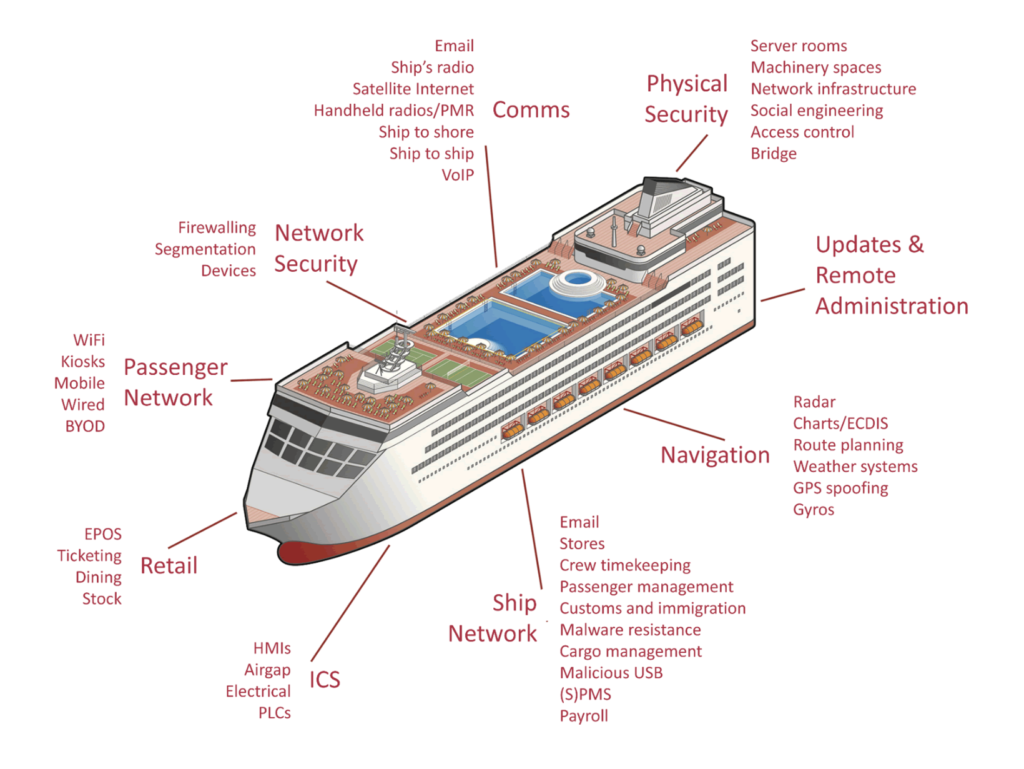 Email
Ship's radio
Satellite Internet
Handheld radios/PMR
Ship to shore
Ship to ship
VoIP
Comms
Physical
Security
Server rooms
Machinery spaces
Network infrastructure
Social engineering
Access control
Bridge
Firewalling
Segmentation
Devices
Network
Security
Updates &
Remote
Administration
WiFi
Kiosks
Mobile
Wired
BYOD
Passenger
Network
Navigation
Radar
Charts/ECDIS
Route planning
Weather systems
GPS spoofing
Gyros
EPOS
Ticketing
Dining
Stock
Retail
Ship
Network
Email
Stores
Crew timekeeping
Passenger management
Customs and immigration
Malware resistance
Cargo management
Malicious USB
(S)PMS
Payroll
HMIs
Airgap
Electrical
PLCs
ICS